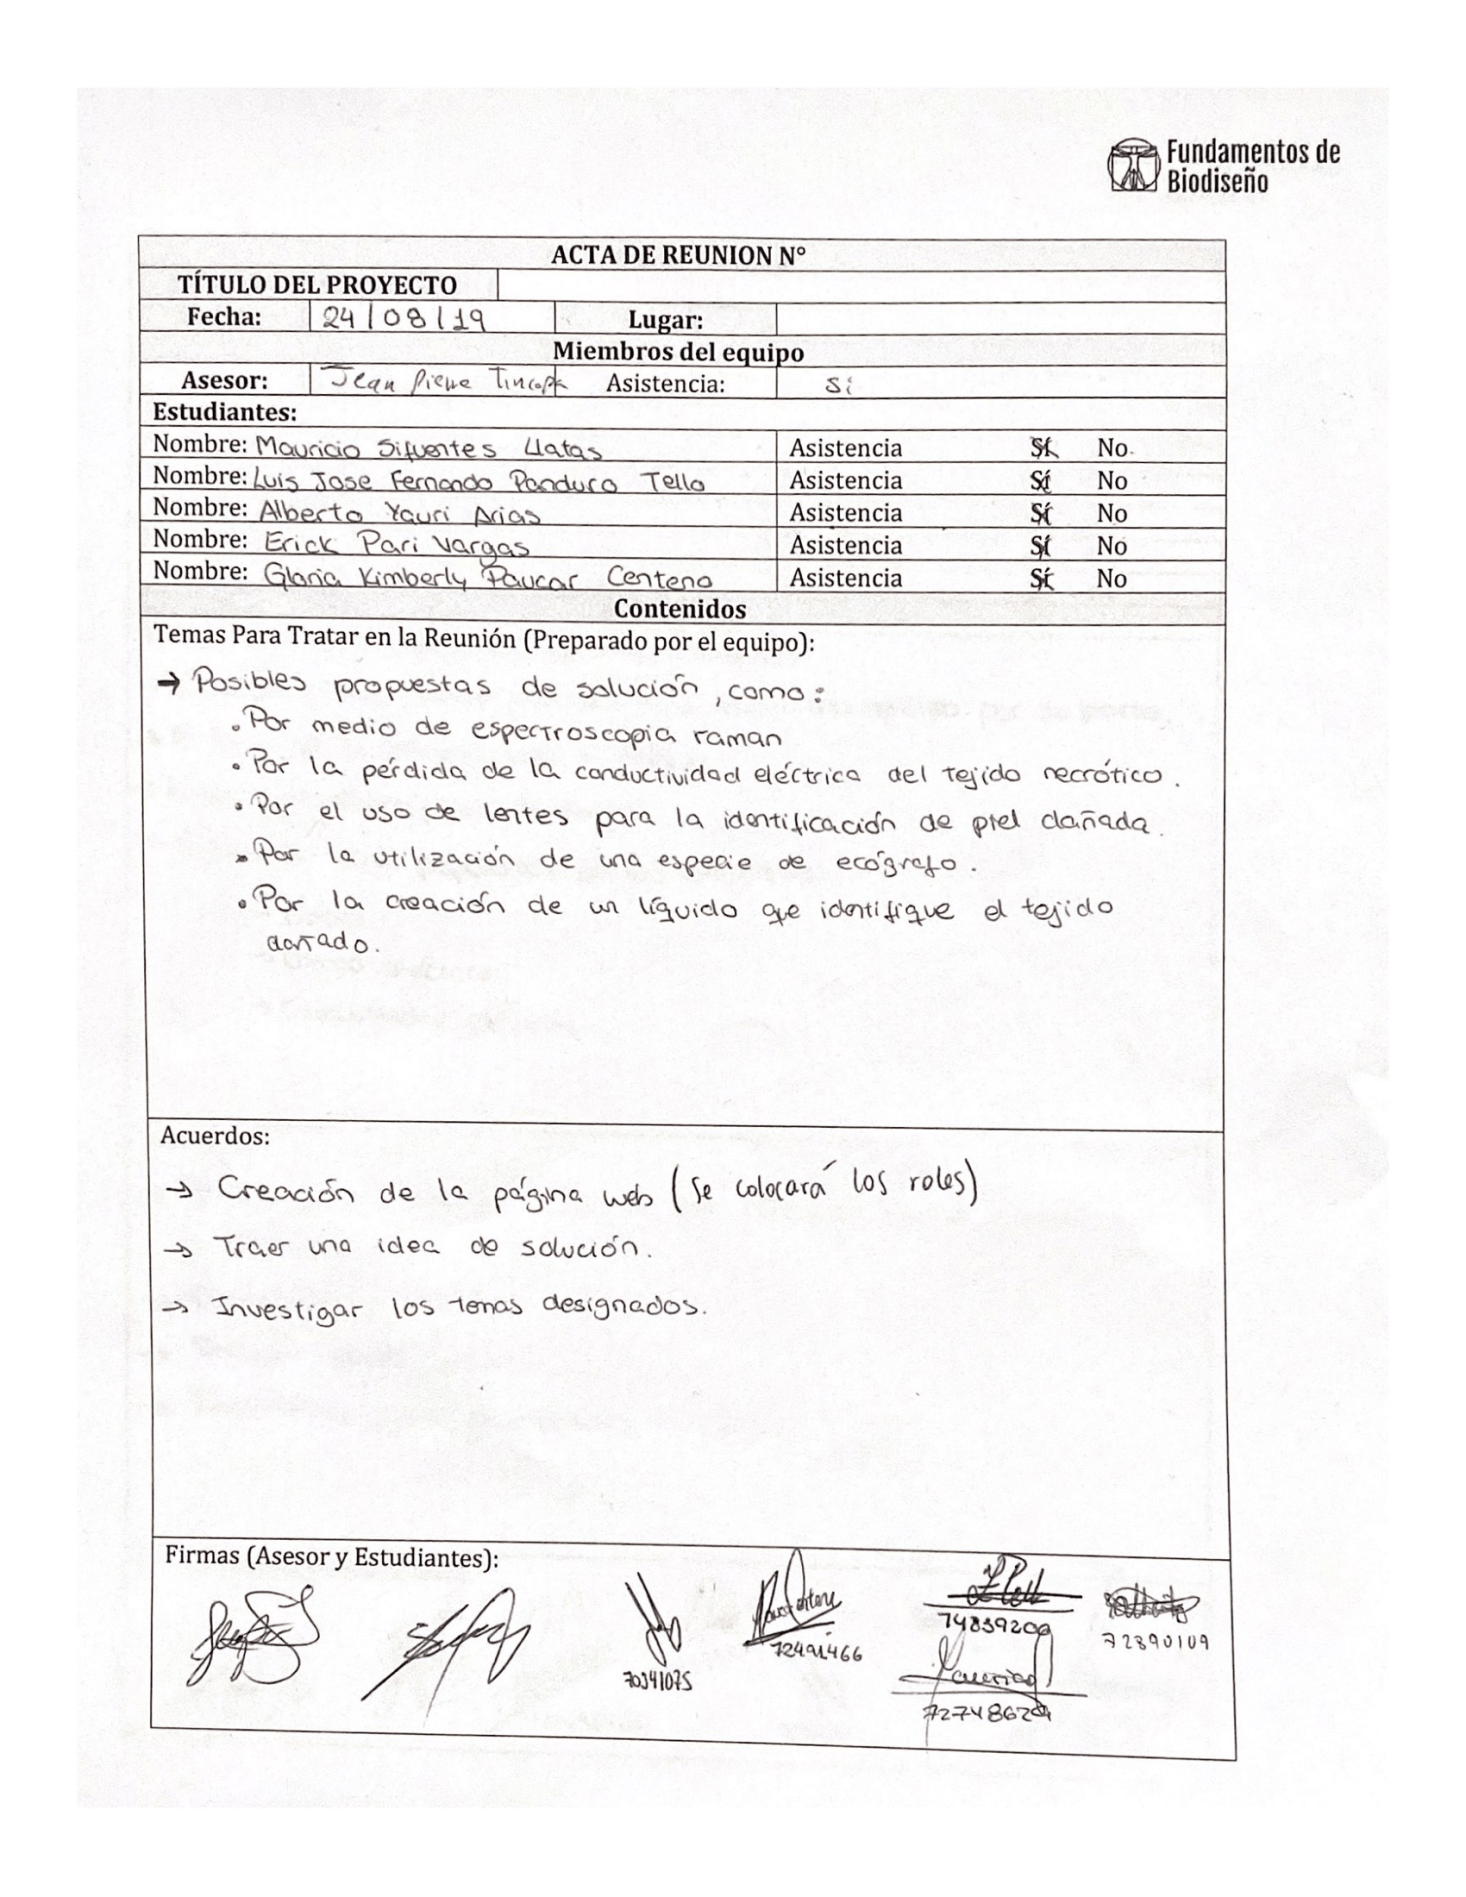 Fundamentos de
Biodiseño
ACTA DE REUNION N°
TÍTULO DEL PROYECTO
Fecha: 24/08/19 Lugar:
Miembros del equipo
Asesor: Jean Pierre Tincopa Asistencia: Sí
Estudiantes:
Nombre: Mauricio Sifuentes Llatas Asistencia Sí No
Nombre: Luis Jose Fernando Panduro Tello Asistencia Sí No
Nombre: Alberto Yauri Arias Asistencia Sí No
Nombre: Erick Pari Vargas Asistencia Sí No
Nombre: Gloria Kimberly Paucar Centeno Asistencia Sí No
Contenidos
Temas Para Tratar en la Reunión (Preparado por el equipo):
→ Posibles propuestas de solución, como:
• Por medio de espectroscopia raman
• Por la pérdida de la conductividad eléctrica del tejido necrótico.
• Por el uso de lentes para la identificación de piel dañada.
• Por la utilización de una especie de ecógrafo.
• Por la creación de un líquido que identifique el tejido
dañado.
Acuerdos:
→ Creación de la página web (Se colocará los roles)
→ Traer una idea de solución.
→ Investigar los temas designados.
Firmas (Asesor y Estudiantes):
74839209
72890109
72491466
70341075
72748629